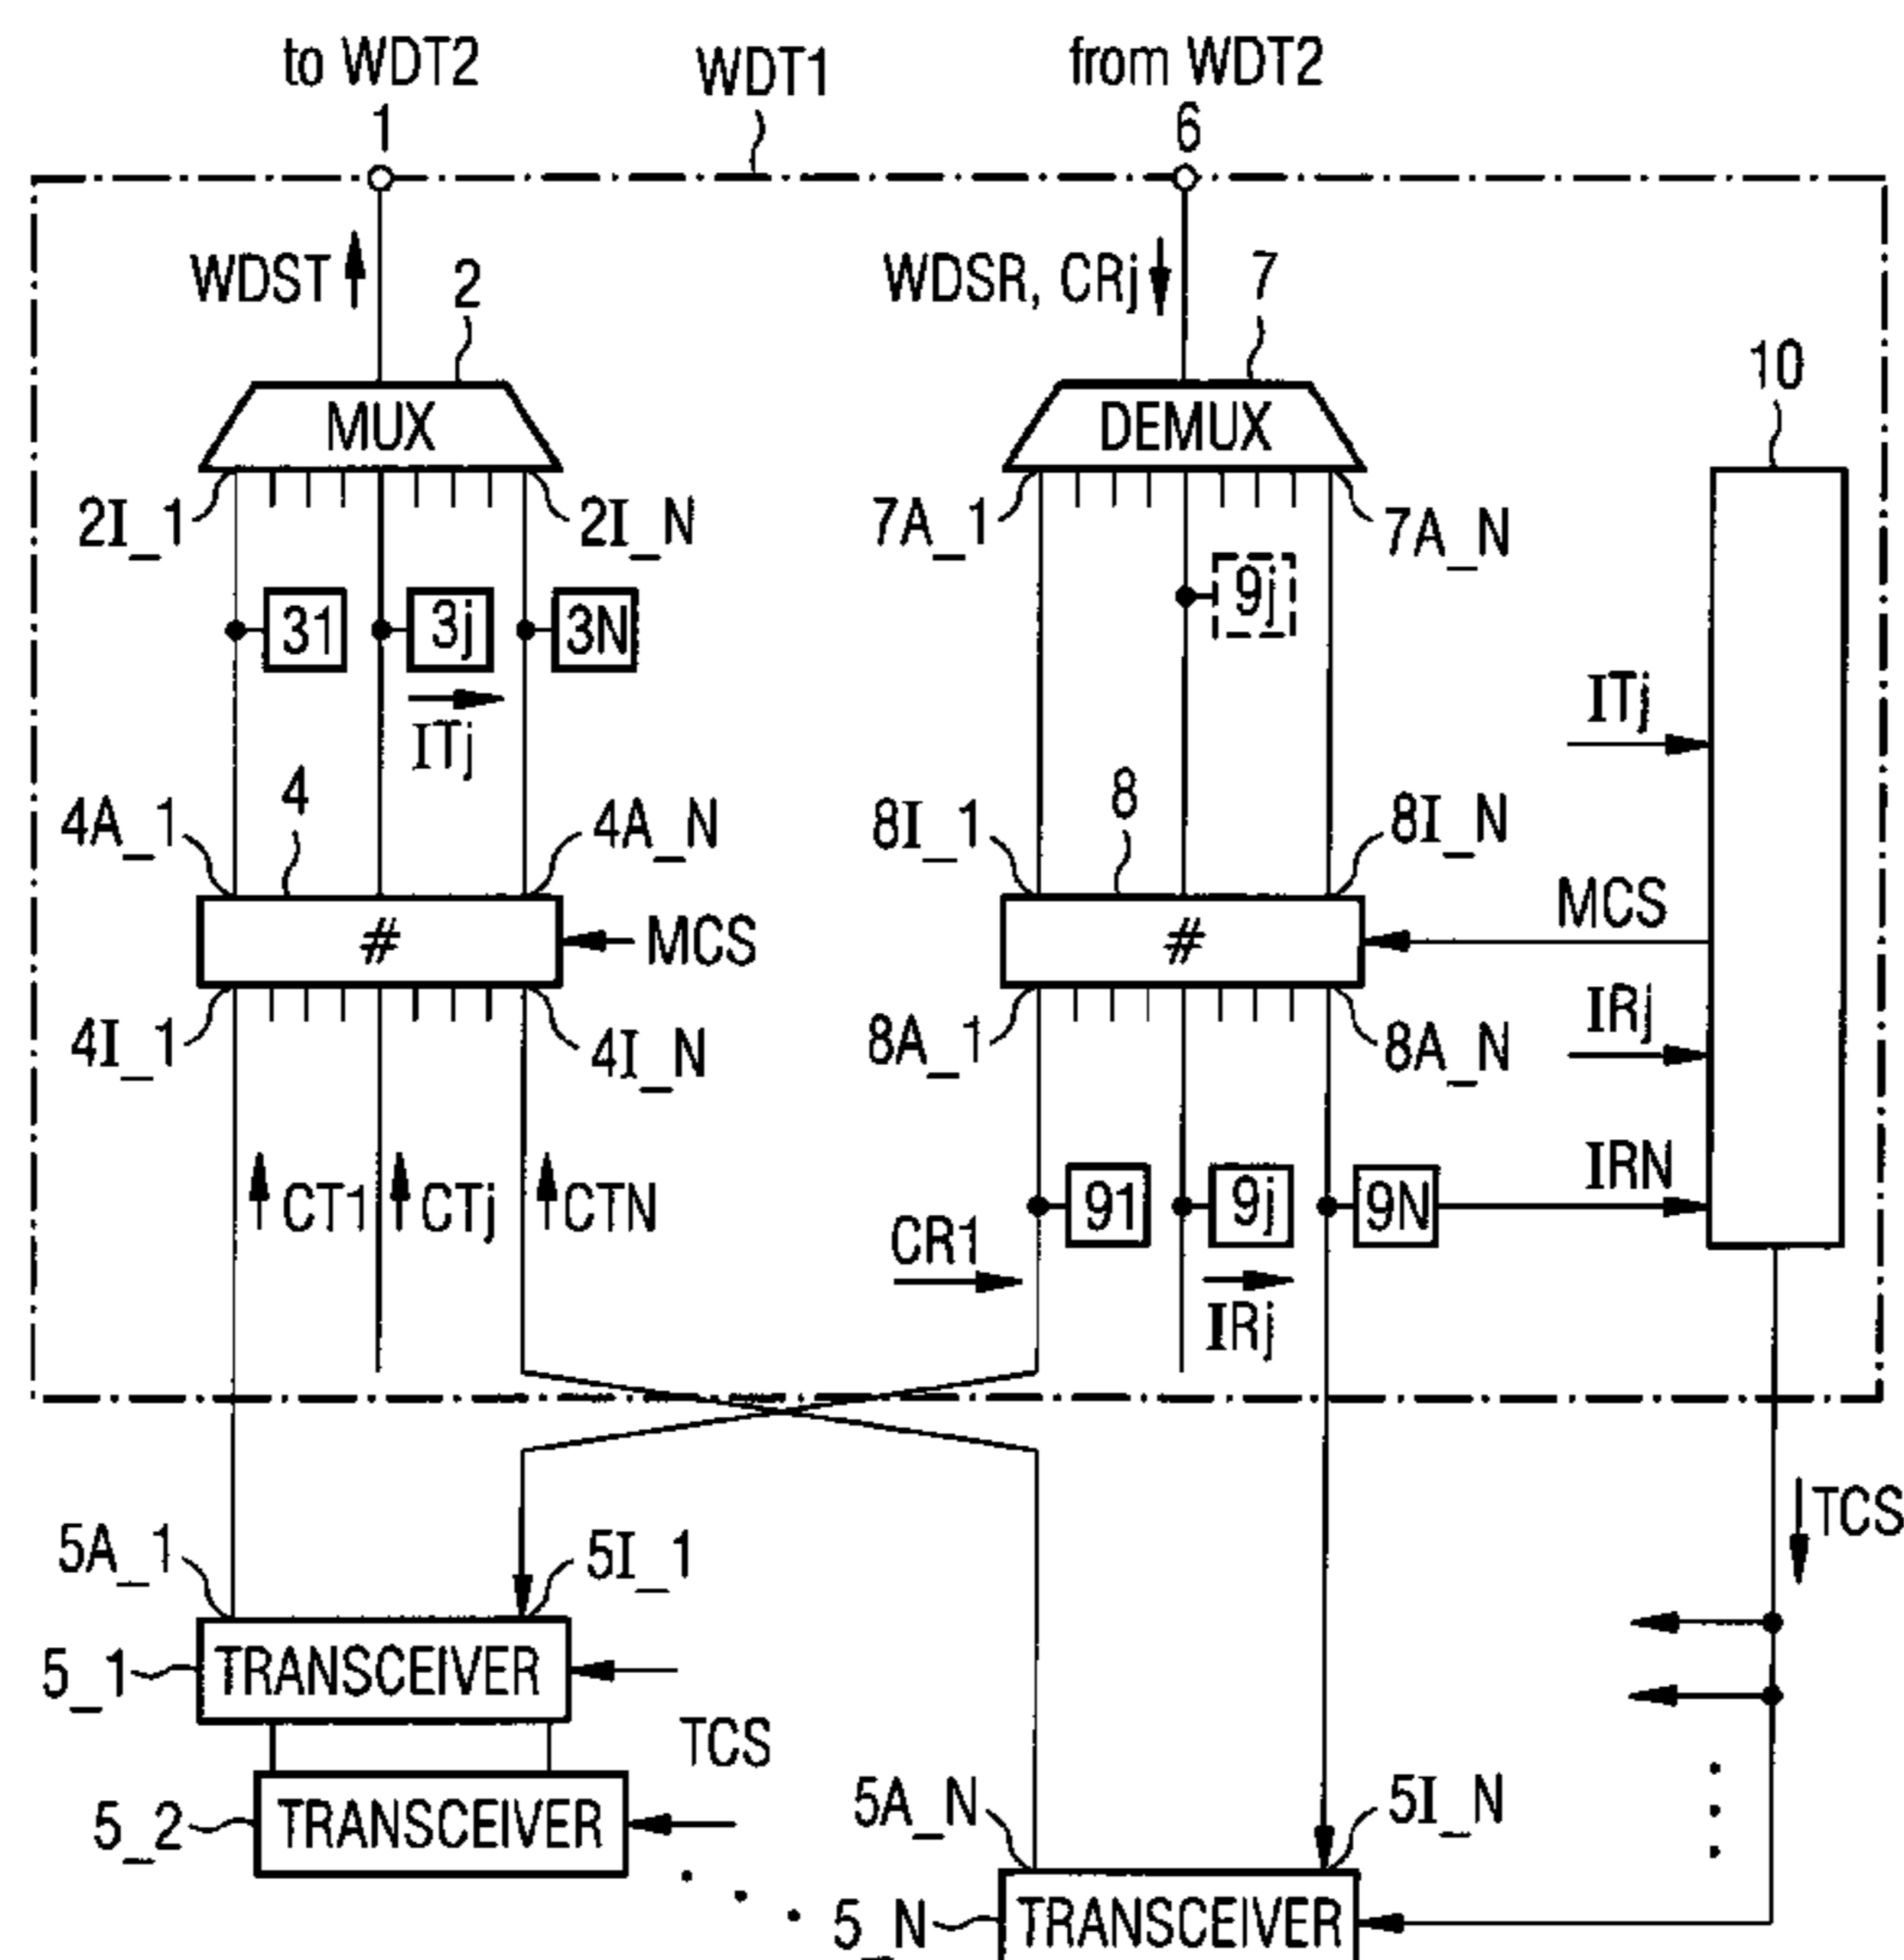 to WDT2
WDT1
from WDT2
1
6
WDST
2
WDSR, CRj
7
10
MUX
DEMUX
2I_1
2I_N
7A_1
7A_N
31
3j
3N
9j
ITj
ITj
4A_1
4
4A_N
8I_1
8
8I_N
#
MCS
#
MCS
4I_1
4I_N
8A_1
8A_N
IRj
CT1
CTj
CTN
CR1
91
9j
9N
IRN
IRj
TCS
5A_1
5I_1
5_1
TRANSCEIVER
TCS
5_2
TRANSCEIVER
5A_N
5I_N
5_N
TRANSCEIVER